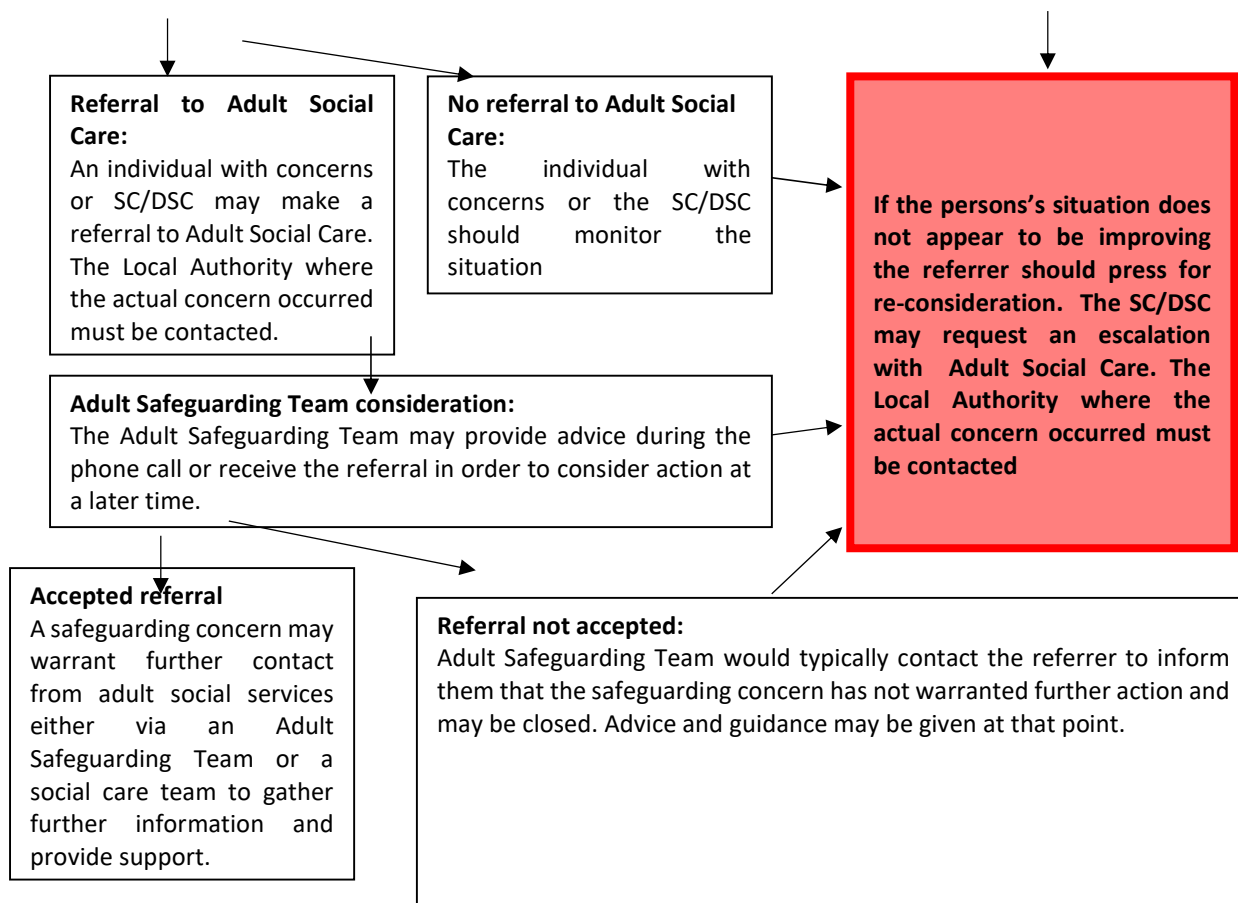 Referral to Adult Social
Care:
An individual with concerns
or SC/DSC may make a
referral to Adult Social Care.
The Local Authority where
the actual concern occurred
must be contacted.
No referral to Adult Social
Care:
The individual with
concerns or the SC/DSC
should monitor the
situation
If the persons's situation does
not appear to be improving
the referrer should press for
re-consideration. The SC/DSC
may request an escalation
with Adult Social Care. The
Local Authority where the
actual concern occurred must
be contacted
Adult Safeguarding Team consideration:
The Adult Safeguarding Team may provide advice during the
phone call or receive the referral in order to consider action at
a later time.
Accepted referral
A safeguarding concern may
warrant further contact
from adult social services
either via an Adult
Safeguarding Team or a
social care team to gather
further information and
provide support.
Referral not accepted:
Adult Safeguarding Team would typically contact the referrer to inform
them that the safeguarding concern has not warranted further action and
may be closed. Advice and guidance may be given at that point.